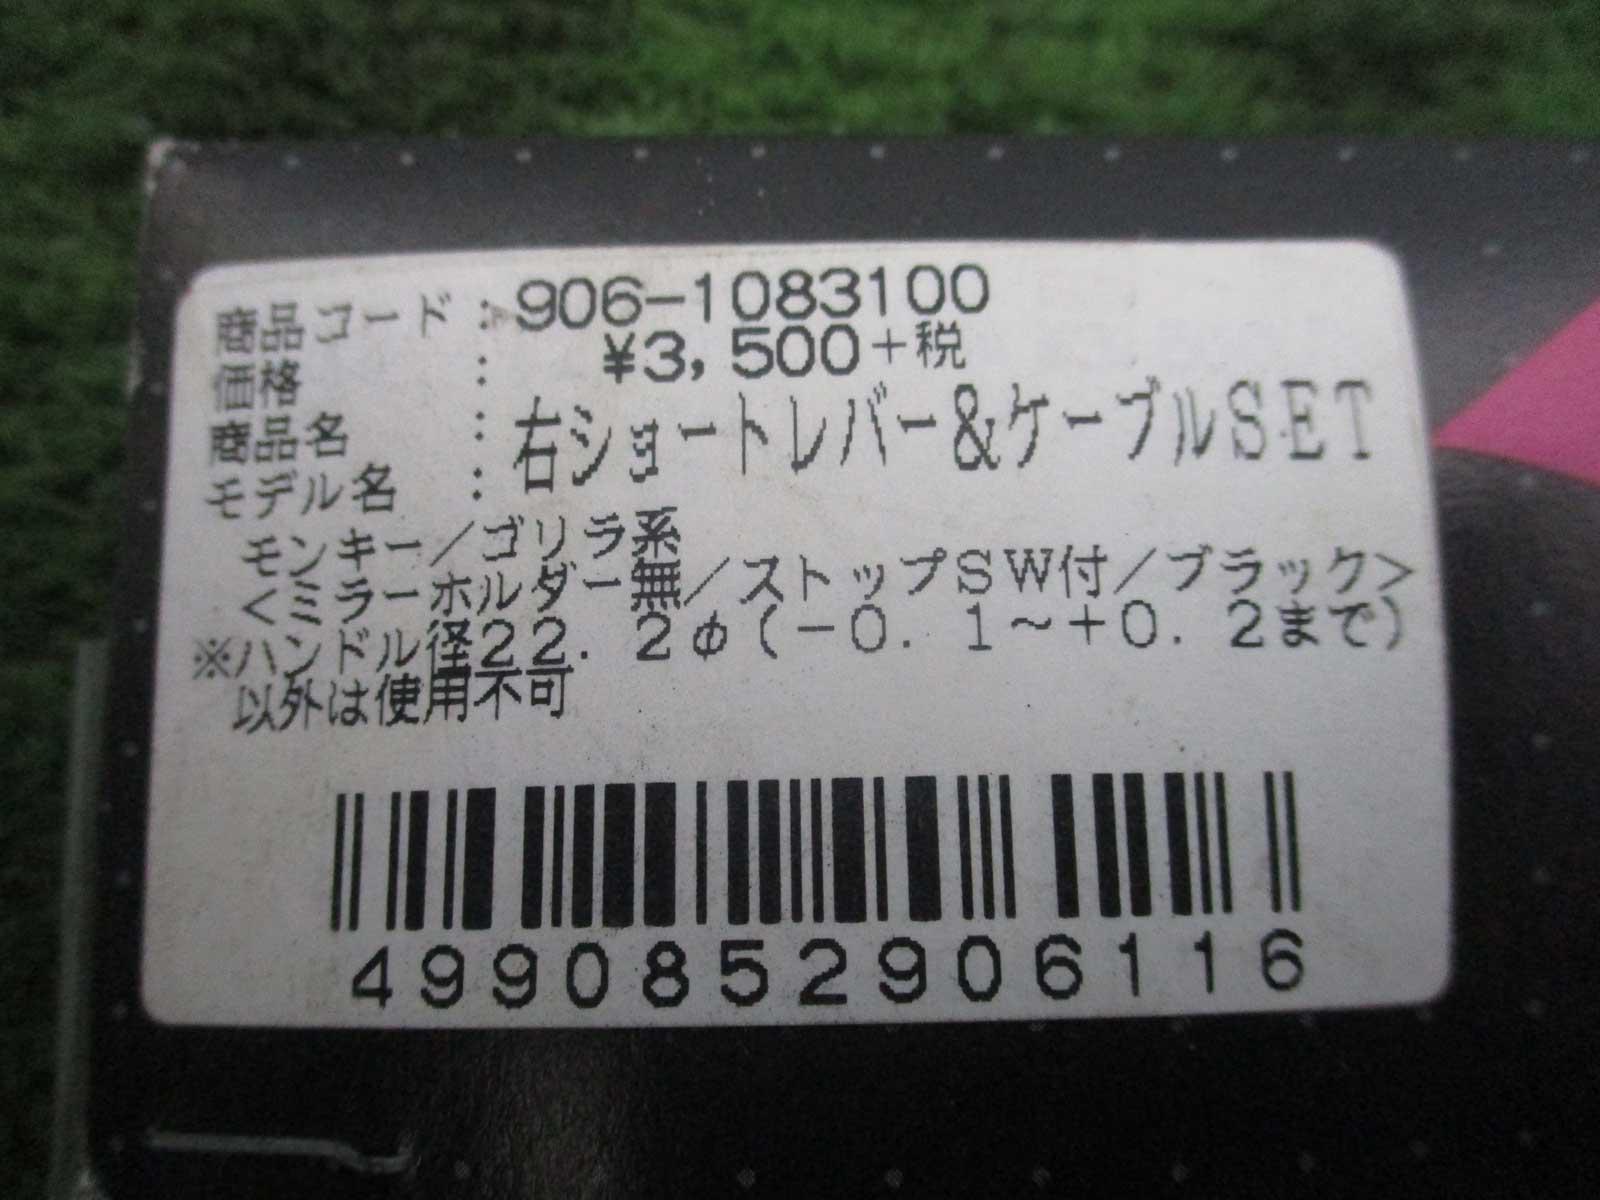 商品コード：906-1083100
価格　　　：　¥3,500+税
商品名　　：右ショートレバー&ケーブルSET
モデル名　：
モンキー／ゴリラ系
＜ミラーホルダー無／ストップSW付／ブラック＞
※ハンドル径22．2φ(－0．1～＋0．2まで)
以外は使用不可
4990852906116